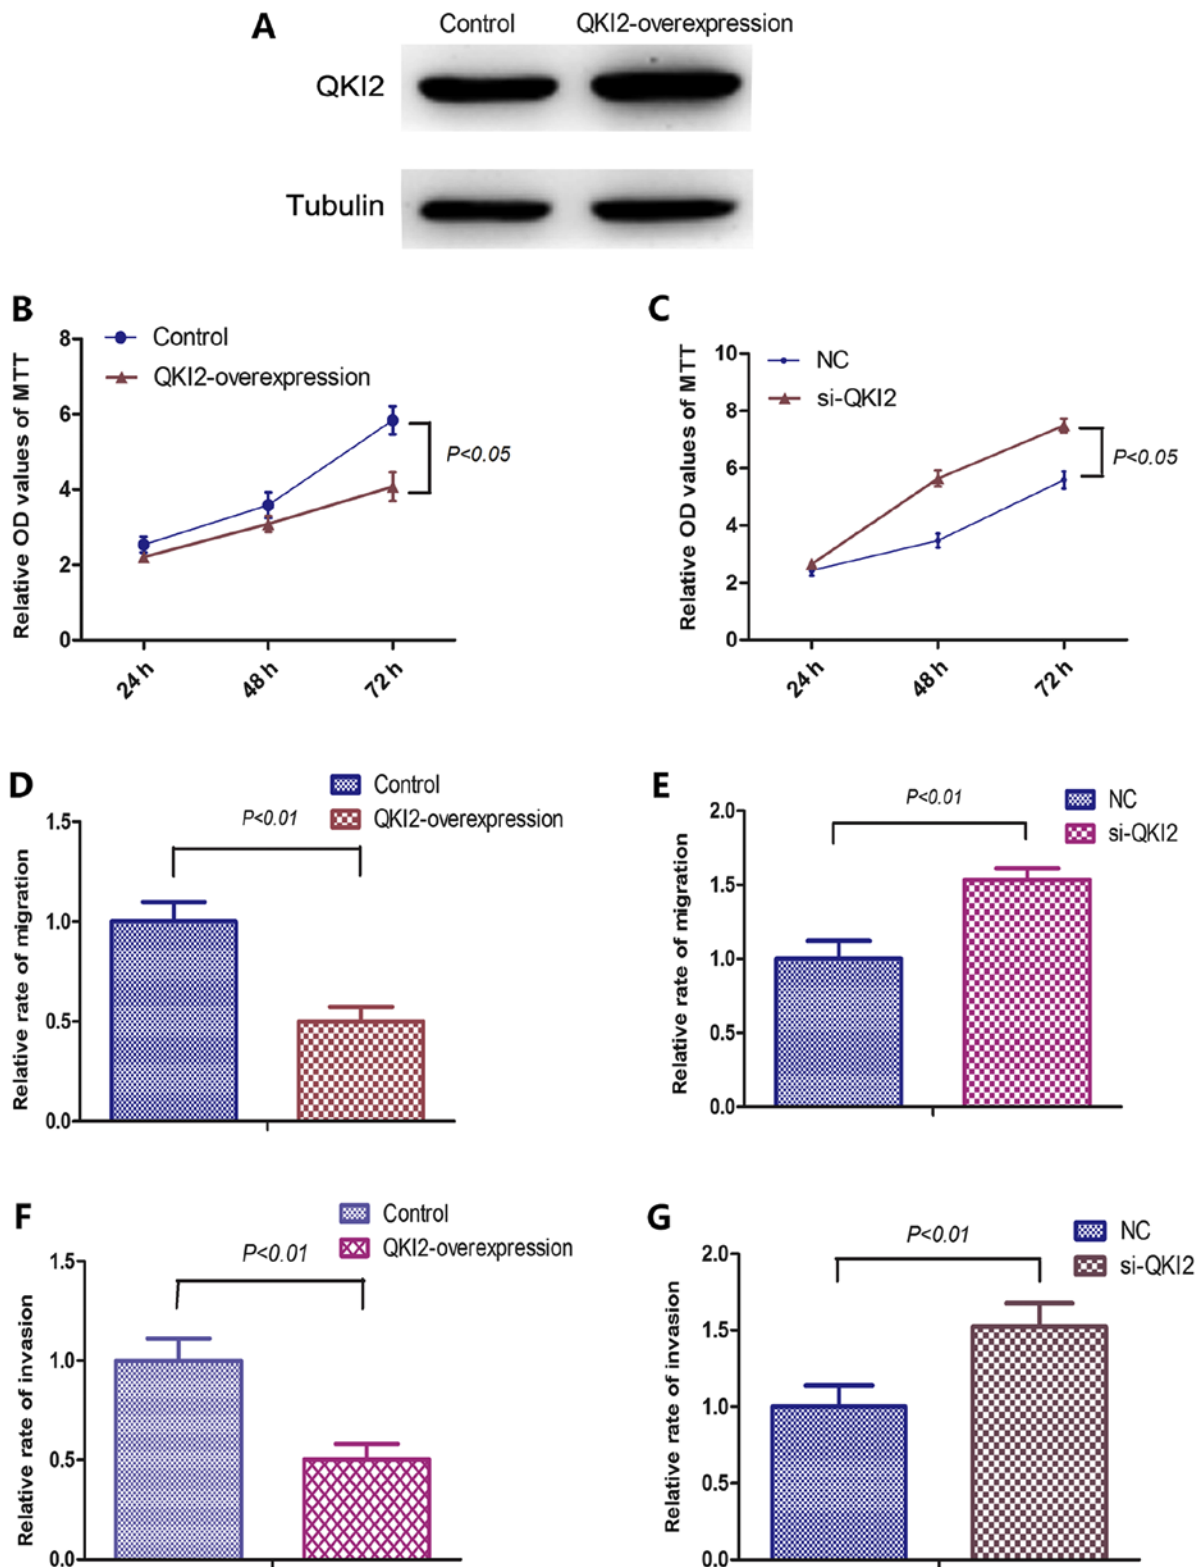 A
Control QKI2-overexpression
QKI2
Tubulin
B
Control
QKI2-overexpression
Relative OD values of MTT
8
6
4
2
0
P<0.05
24 h 48 h 72 h
C
NC
si-QKI2
Relative OD values of MTT
10
8
6
4
2
0
P<0.05
24 h 48 h 72 h
D
Control
QKI2-overexpression
P<0.01
Relative rate of migration
1.5
1.0
0.5
0.0
E
NC
si-QKI2
P<0.01
Relative rate of migration
2.0
1.5
1.0
0.5
0.0
F
Control
QKI2-overexpression
P<0.01
Relative rate of invasion
1.5
1.0
0.5
0.0
G
NC
si-QKI2
P<0.01
Relative rate of invasion
2.0
1.5
1.0
0.5
0.0